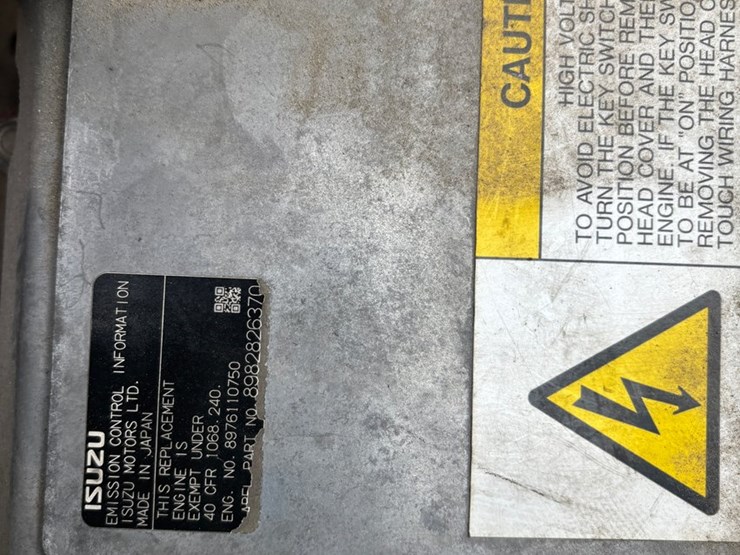 ISUZU
EMISSION CONTROL INFORMATION
ISUZU MOTORS LTD.
MADE IN JAPAN
THIS REPLACEMENT
ENGINE IS
EXEMPT UNDER
40 CFR 1068.240.
ENG. NO. 8976110750
PART NO. 8982826370
CAUTI
HIGH VOLT
TO AVOID ELECTRIC SH
TURN THE KEY SWITCH
POSITION BEFORE REM
HEAD COVER AND THE
ENGINE. IF THE KEY SW
TO BE AT "ON" POSITIO
REMOVING THE HEAD C
TOUCH WIRING HARNES